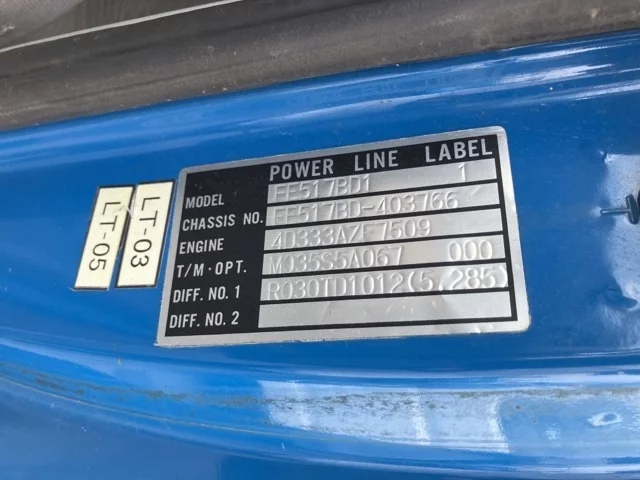 POWER LINE LABEL
MODEL FE517BD1 1
CHASSIS NO. FE517BD-403766
ENGINE 4D333AZF7509
T/M·OPT. M035S5A067 000
DIFF. NO. 1 R030TD1012(5,285)
DIFF. NO. 2
LT-03
LT-05